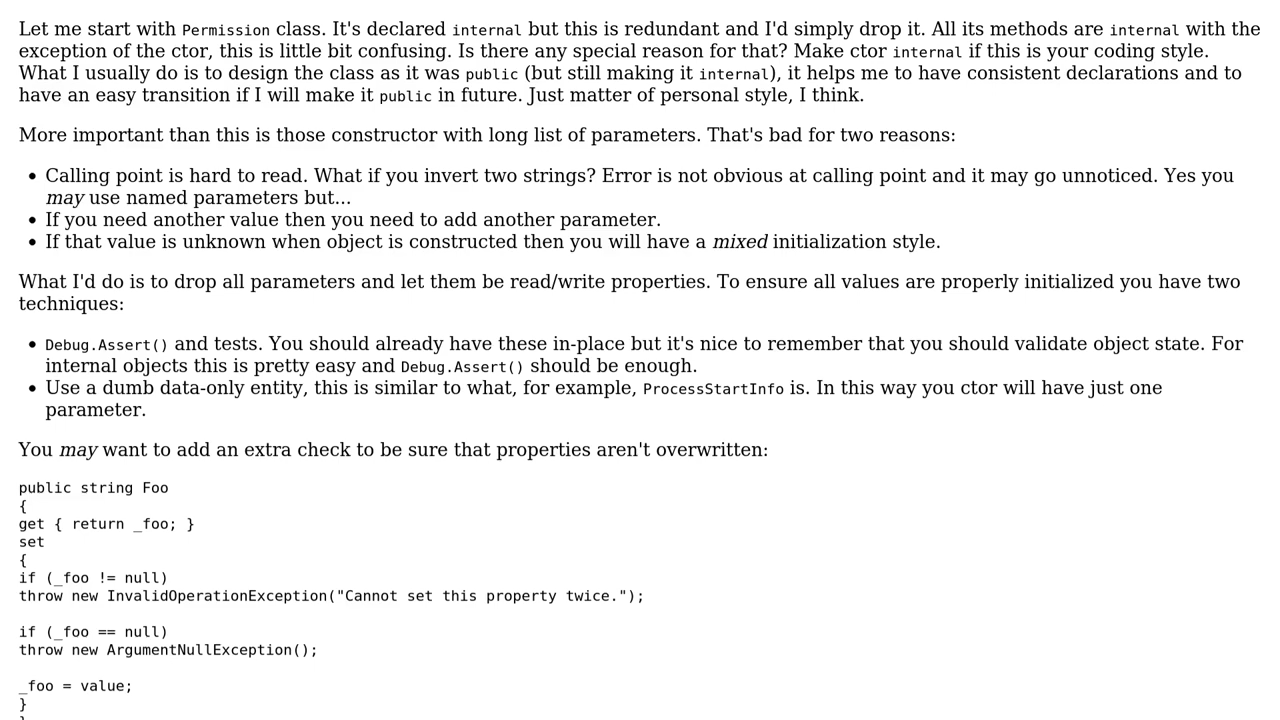 Let me start with Permission class. It's declared internal but this is redundant and I'd simply drop it. All its methods are internal with the
exception of the ctor, this is little bit confusing. Is there any special reason for that? Make ctor internal if this is your coding style.
What I usually do is to design the class as it was public (but still making it internal), it helps me to have consistent declarations and to
have an easy transition if I will make it public in future. Just matter of personal style, I think.
More important than this is those constructor with long list of parameters. That's bad for two reasons:
• Calling point is hard to read. What if you invert two strings? Error is not obvious at calling point and it may go unnoticed. Yes you
may use named parameters but...
• If you need another value then you need to add another parameter.
• If that value is unknown when object is constructed then you will have a mixed initialization style.
What I'd do is to drop all parameters and let them be read/write properties. To ensure all values are properly initialized you have two
techniques:
• Debug.Assert() and tests. You should already have these in-place but it's nice to remember that you should validate object state. For
internal objects this is pretty easy and Debug.Assert() should be enough.
• Use a dumb data-only entity, this is similar to what, for example, ProcessStartInfo is. In this way you ctor will have just one
parameter.
You may want to add an extra check to be sure that properties aren't overwritten:
public string Foo
{
get { return _foo; }
set
{
if (_foo != null)
throw new InvalidOperationException("Cannot set this property twice.");
if (_foo == null)
throw new ArgumentNullException();
_foo = value;
}
}